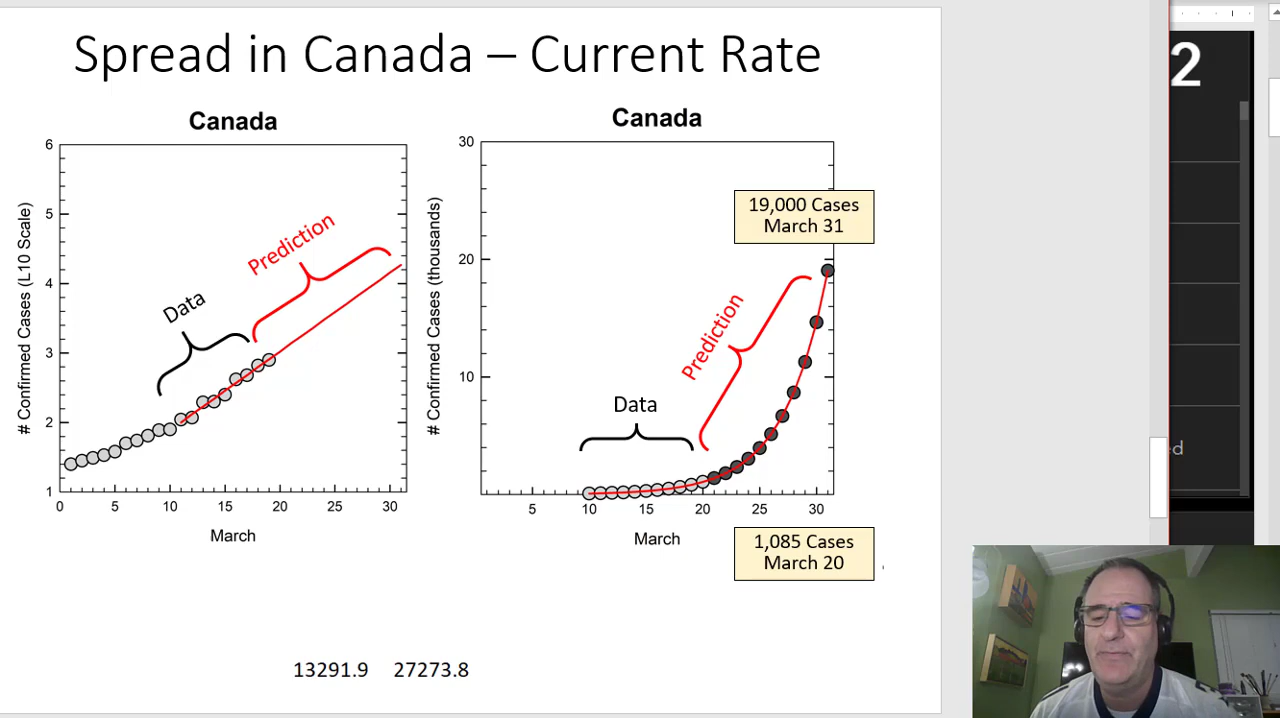 Spread in Canada – Current Rate
Canada
# Confirmed Cases (L10 Scale)
6
5
4
3
2
1
0
5
10
15
20
25
30
March
Data
Prediction
Canada
# Confirmed Cases (thousands)
30
20
10
5
10
15
20
25
30
March
Data
Prediction
19,000 Cases
March 31
1,085 Cases
March 20
13291.9 27273.8
2
ed